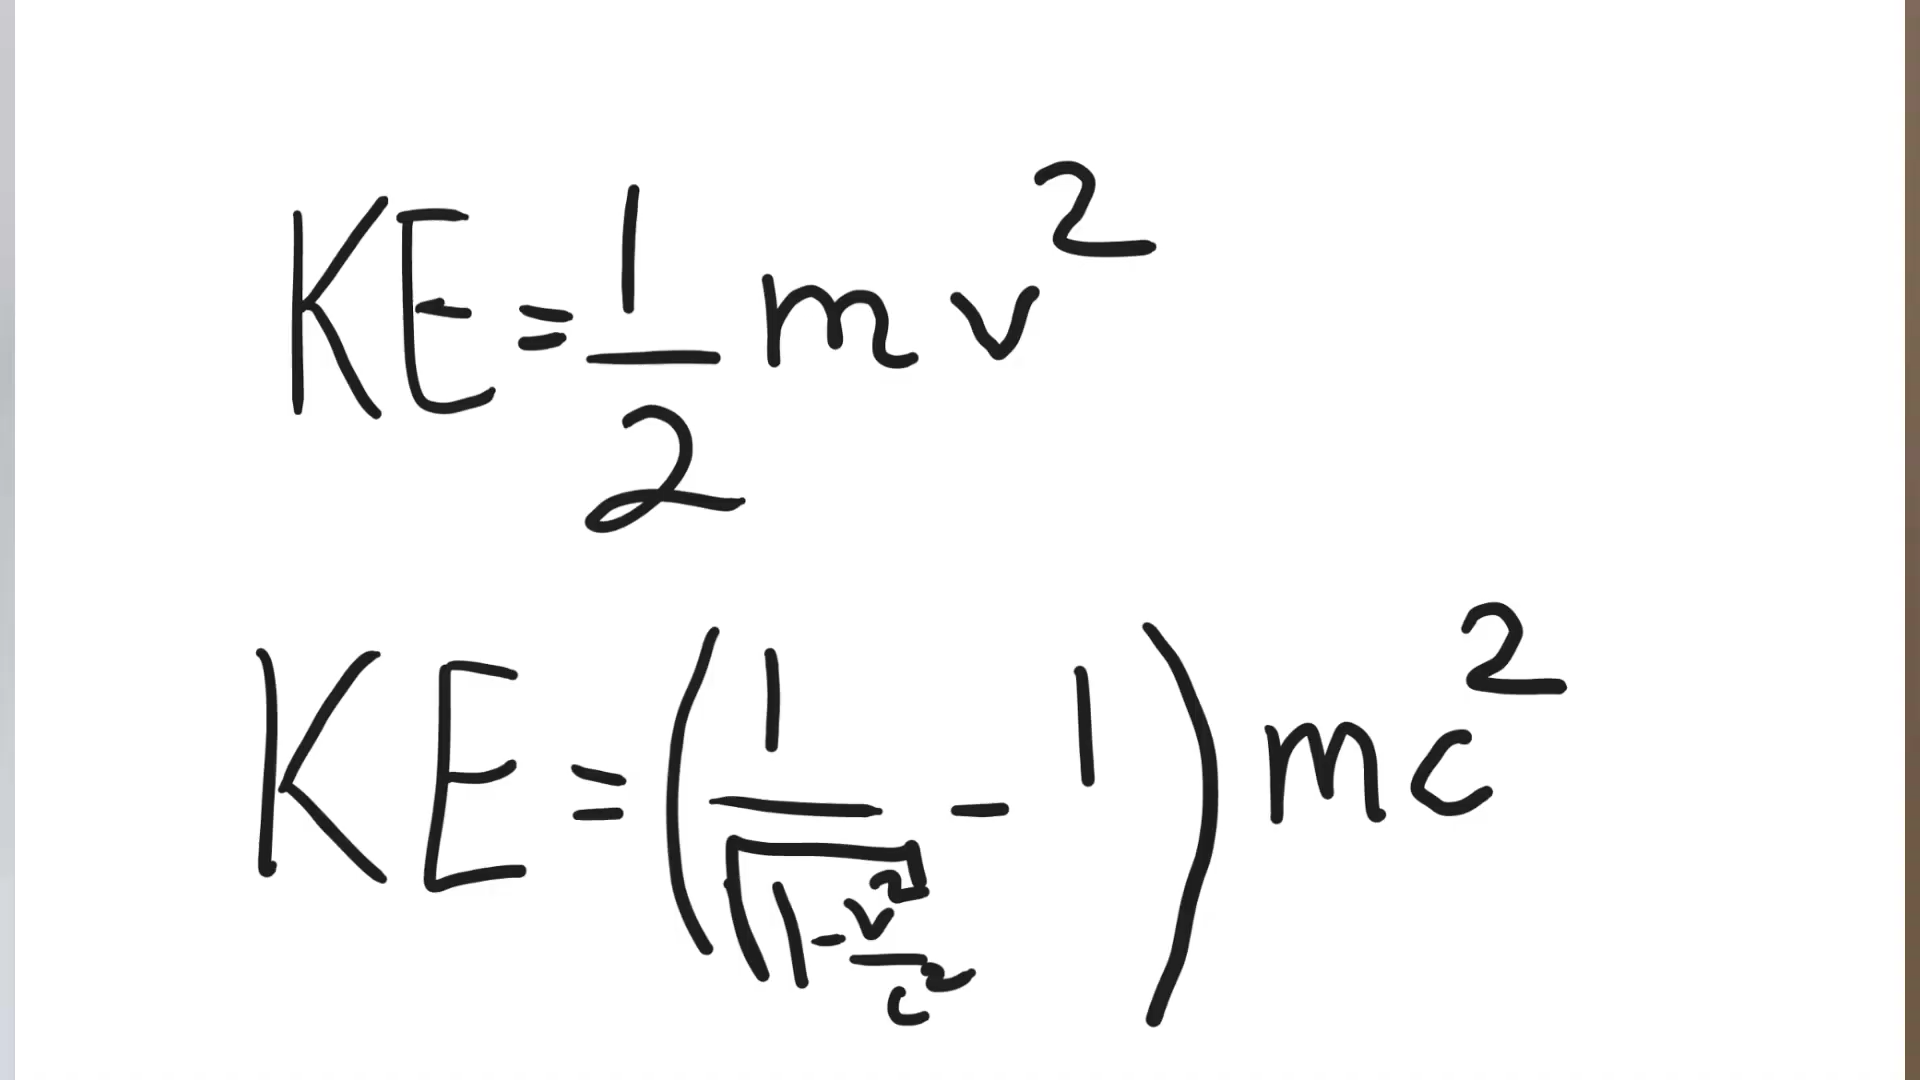 KE = 1/2 mv²
KE = (1/√(1 - v²/c²) - 1) mc²